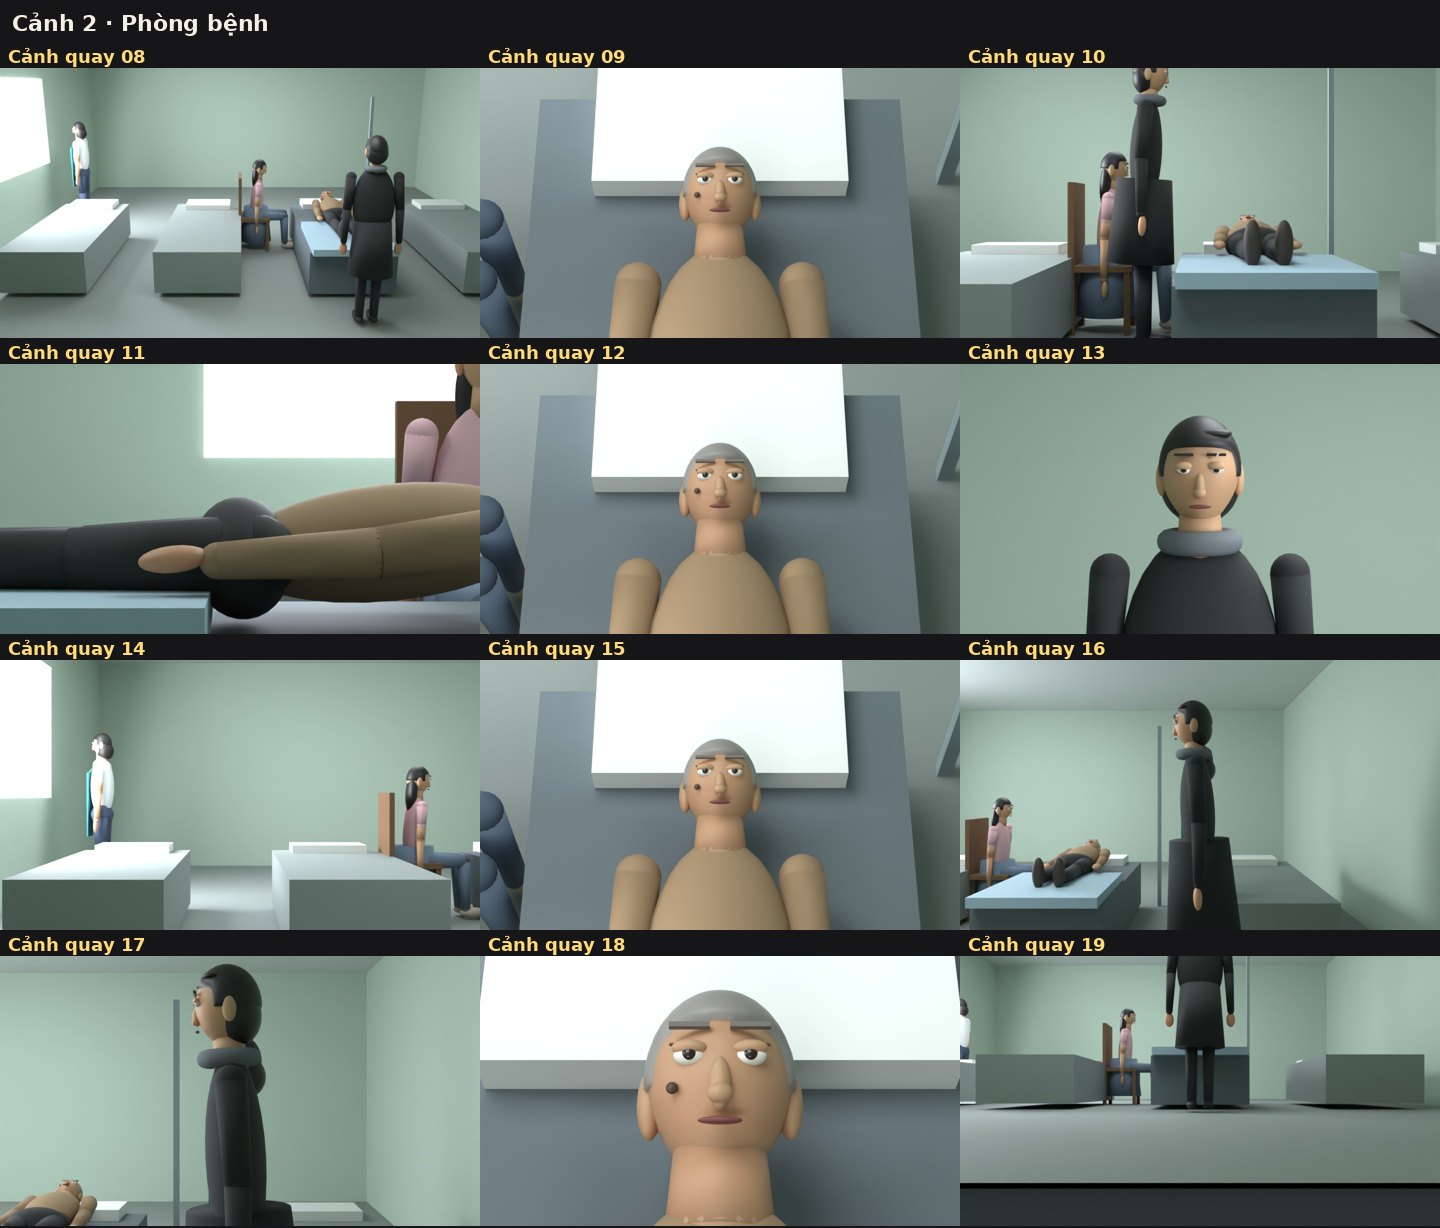 Cảnh 2 · Phòng bệnh
Cảnh quay 08
Cảnh quay 09
Cảnh quay 10
Cảnh quay 11
Cảnh quay 12
Cảnh quay 13
Cảnh quay 14
Cảnh quay 15
Cảnh quay 16
Cảnh quay 17
Cảnh quay 18
Cảnh quay 19